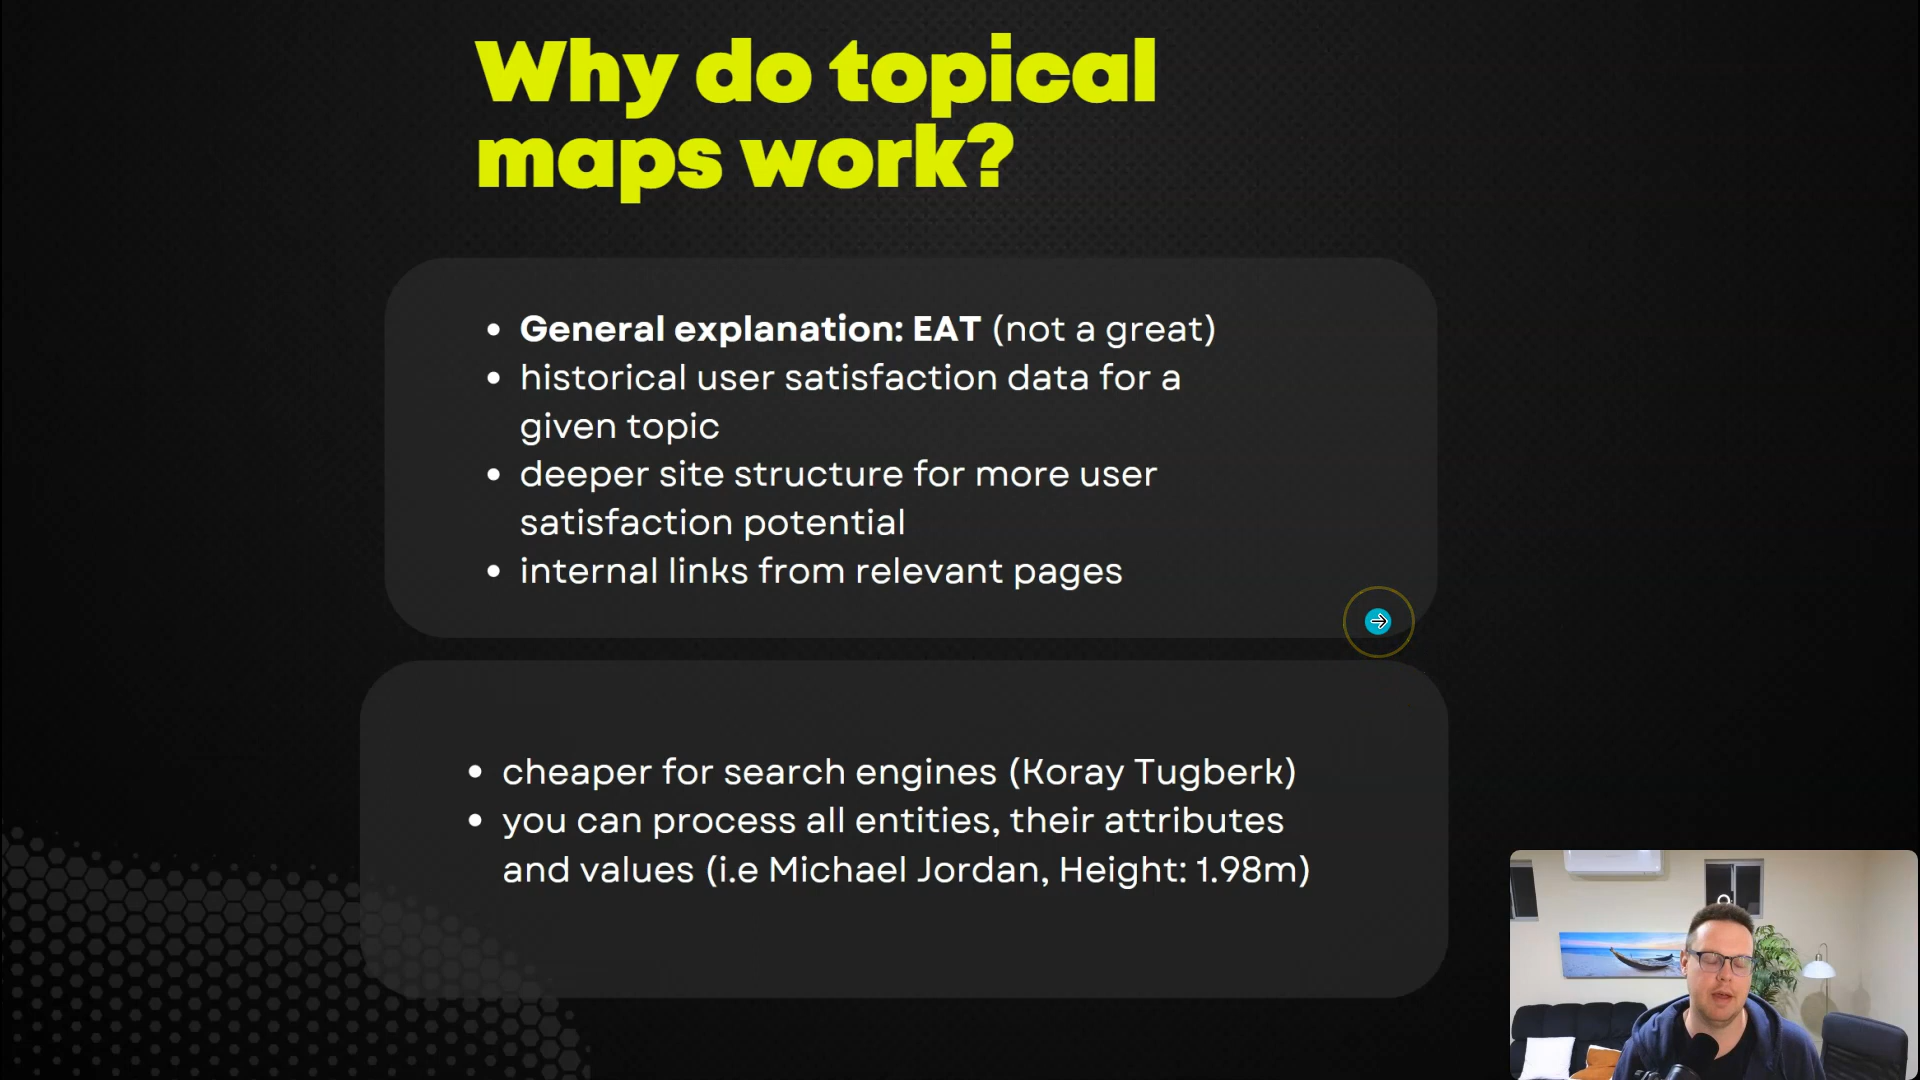 Why do topical
maps work?
• General explanation: EAT (not a great)
• historical user satisfaction data for a
given topic
• deeper site structure for more user
satisfaction potential
• internal links from relevant pages
• cheaper for search engines (Koray Tugberk)
• you can process all entities, their attributes
and values (i.e Michael Jordan, Height: 1.98m)